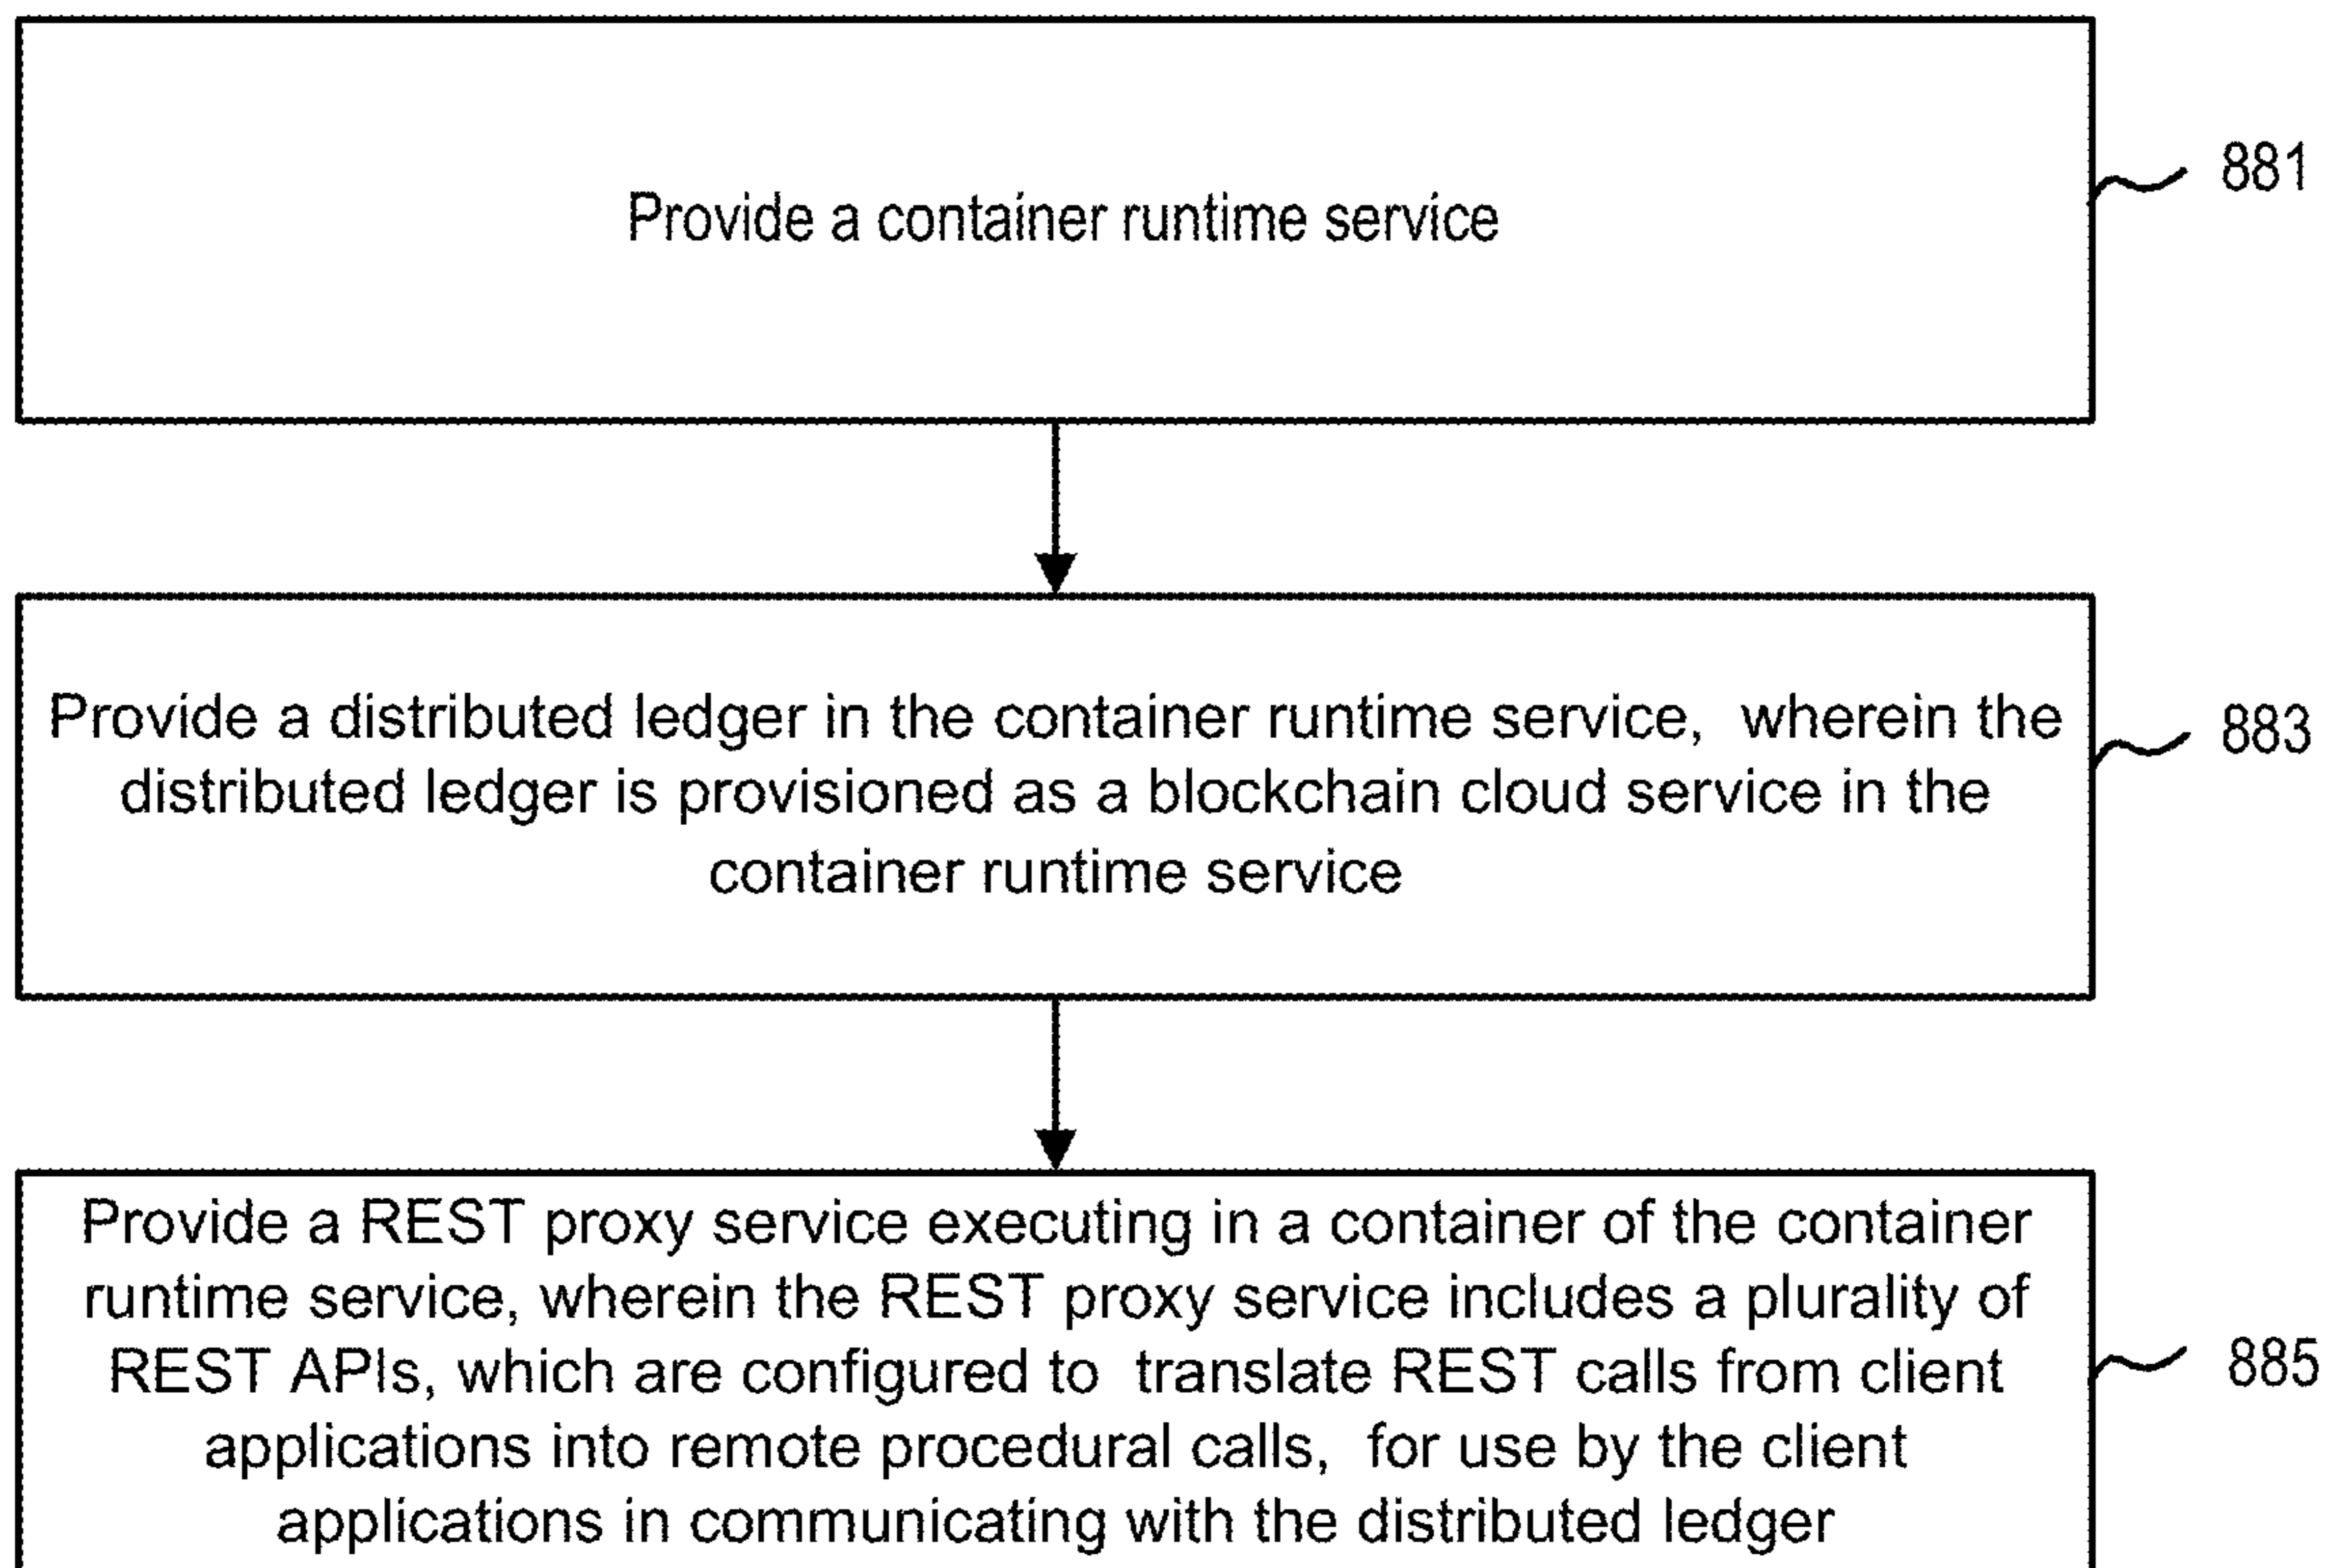 Provide a container runtime service
881
Provide a distributed ledger in the container runtime service, wherein the
distributed ledger is provisioned as a blockchain cloud service in the
container runtime service
883
Provide a REST proxy service executing in a container of the container
runtime service, wherein the REST proxy service includes a plurality of
REST APIs, which are configured to translate REST calls from client
applications into remote procedural calls, for use by the client
applications in communicating with the distributed ledger
885